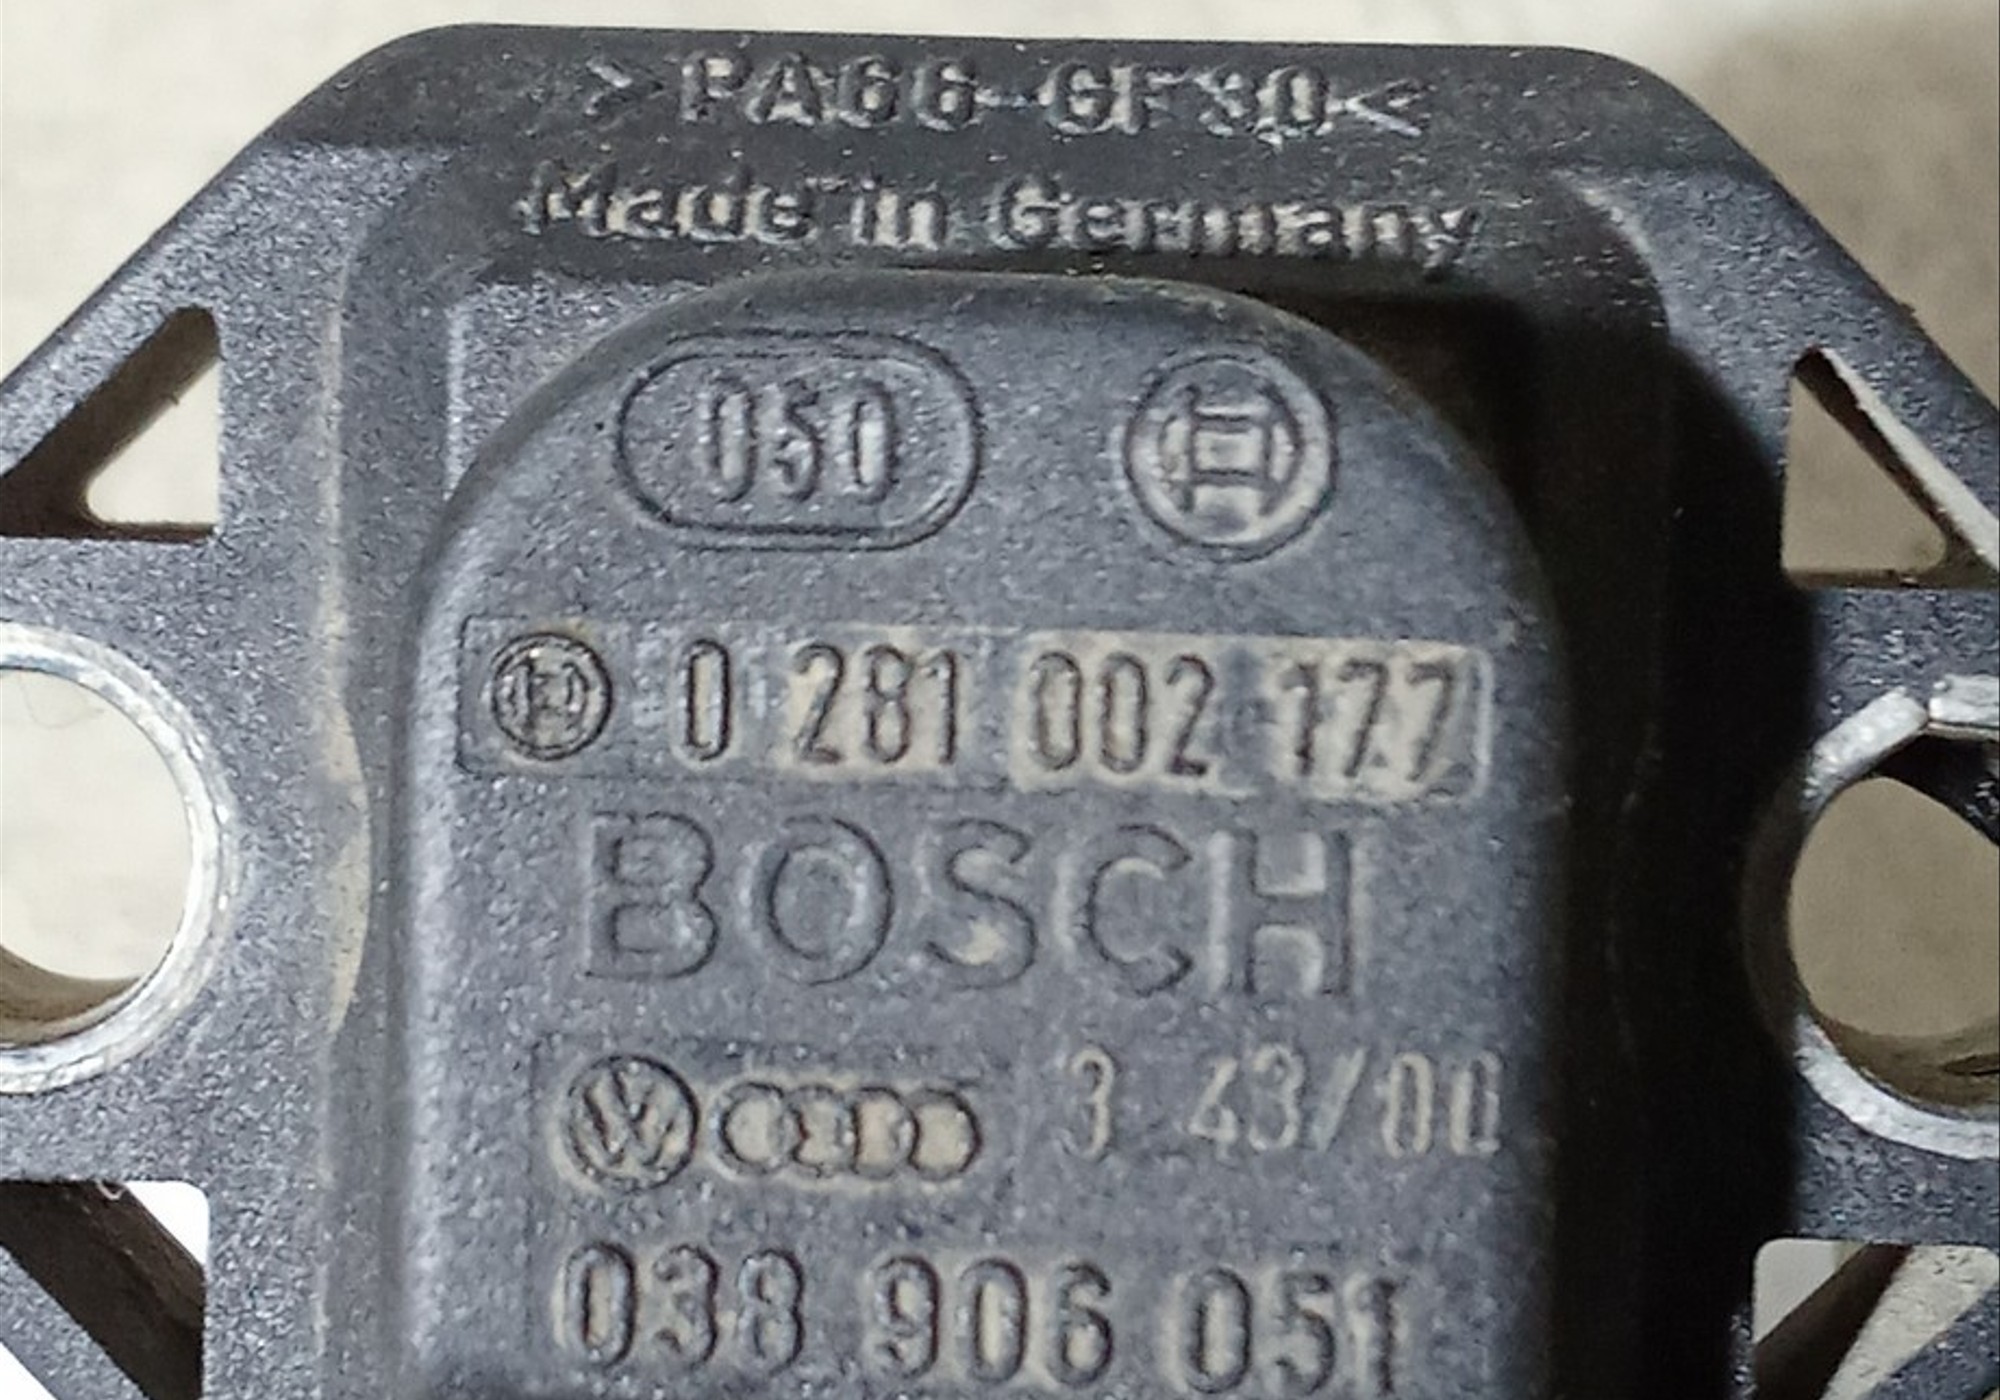 >PA66-GF30<
Made in Germany
050
0 281 002 177
BOSCH
3 43/00
038 906 051